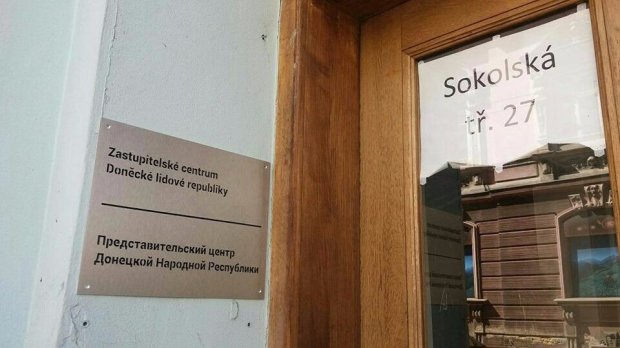 Zastupitelské centrum
Doněcké lidové republiky
Представительский центр
Донецкой Народной Республики
Sokolská
tř. 27